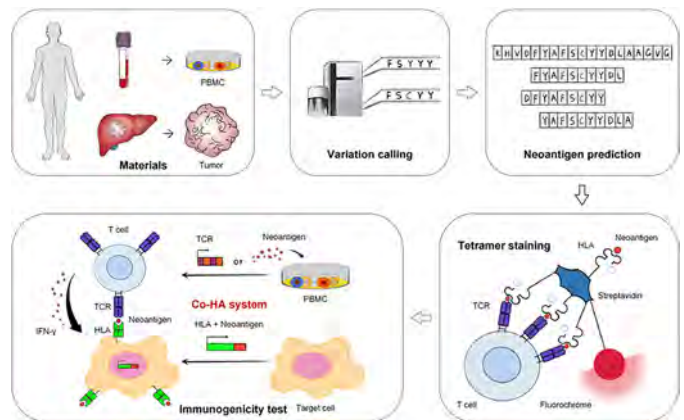 PBMC
Materials
Tumor
F S Y Y Y
F S C Y Y
Variation calling
K H V D F Y A F S C Y Y D L A A G V G
F Y A F S C Y Y D L
D F Y A F S C Y Y
Y A F S C Y Y D L A
Neoantigen prediction
T cell
TCR
or
Neoantigen
PBMC
Co-HA system
TCR
HLA
Neoantigen
IFN-γ
HLA + Neoantigen
Immunogenicity test
Target cell
Tetramer staining
Neoantigen
HLA
Streptavidin
TCR
T cell
Fluorochrome